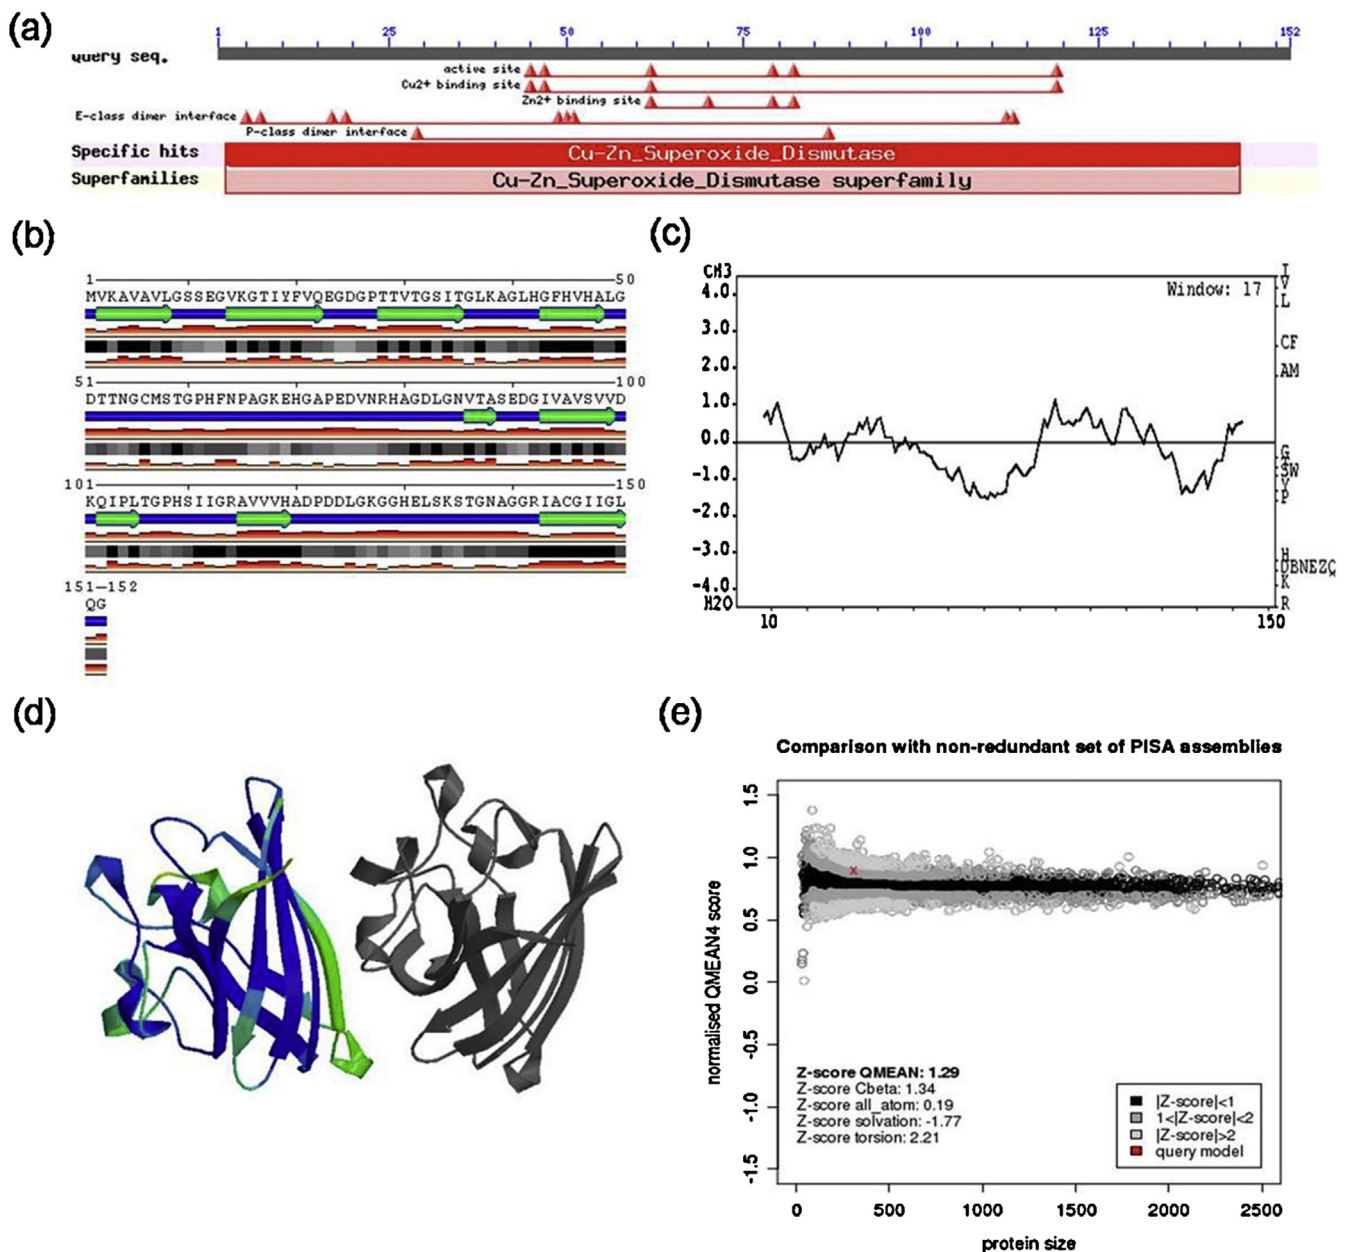 (a)
1 25 50 75 100 125 152
Query seq.
active site
Cu2+ binding site
Zn2+ binding site
E-class dimer interface
P-class dimer interface
Specific hits
Cu-Zn_Superoxide_Dismutase
Superfamilies
Cu-Zn_Superoxide_Dismutase superfamily
(b)
1 50
MVKAVAVLGSSEGVKGTIYFVQEGDGPTTVTGSITGLKAGLHGFHVHALG
51 100
DTTNGCMSTGPHFNPAGKEHGAPEDVNRHAGDLGNVTASEDGIVAVSVVD
101 150
KQIPLTGPHSIIGRAVVVHADPDDLGKGGHELSKSTGNAGGRIACGIIGL
151-152
QG
(c)
CH3
4.0
3.0
2.0
1.0
0.0
-1.0
-2.0
-3.0
-4.0
H2O
10 150
Window: 17
I
V
L
CF
AM
G
SW
Y
P
H
DBNEZQ
K
R
(d)
(e)
Comparison with non-redundant set of PISA assemblies
normalised QMEAN4 score
1.5
1.0
0.5
0.0
-0.5
-1.0
-1.5
Z-score QMEAN: 1.29
Z-score Cbeta: 1.34
Z-score all_atom: 0.19
Z-score solvation: -1.77
Z-score torsion: 2.21
|Z-score|<1
1<|Z-score|<2
|Z-score|>2
query model
0 500 1000 1500 2000 2500
protein size